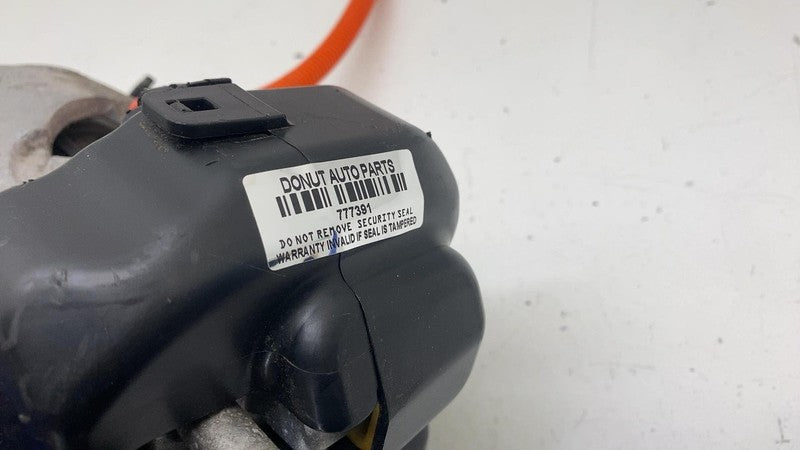 DONUT AUTO PARTS
777391
DO NOT REMOVE SECURITY SEAL
WARRANTY INVALID IF SEAL IS TAMPERED